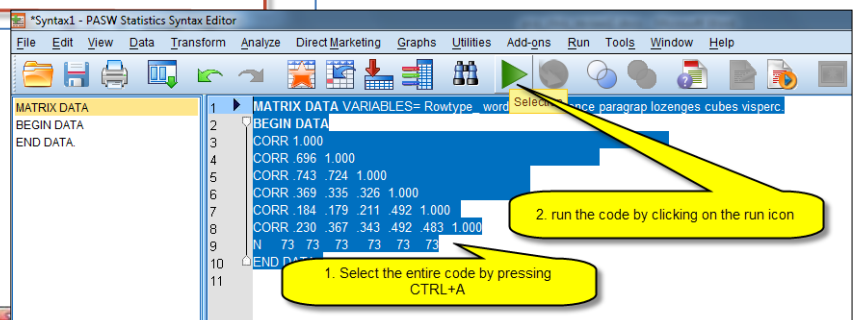 *Syntax1 - PASW Statistics Syntax Editor
File Edit View Data Transform Analyze Direct Marketing Graphs Utilities Add-ons Run Tools Window Help
MATRIX DATA
BEGIN DATA
END DATA.
1 MATRIX DATA VARIABLES= Rowtype_ word Selec nce paragrap lozenges cubes visperc.
2 BEGIN DATA
3 CORR 1.000
4 CORR .696 1.000
5 CORR .743 .724 1.000
6 CORR .369 .335 .326 1.000
7 CORR .184 .179 .211 .492 1.000
8 CORR .230 .367 .343 .492 .483 1.000
9 N 73 73 73 73 73 73
10 END DA
11
2. run the code by clicking on the run icon
1. Select the entire code by pressing
CTRL+A